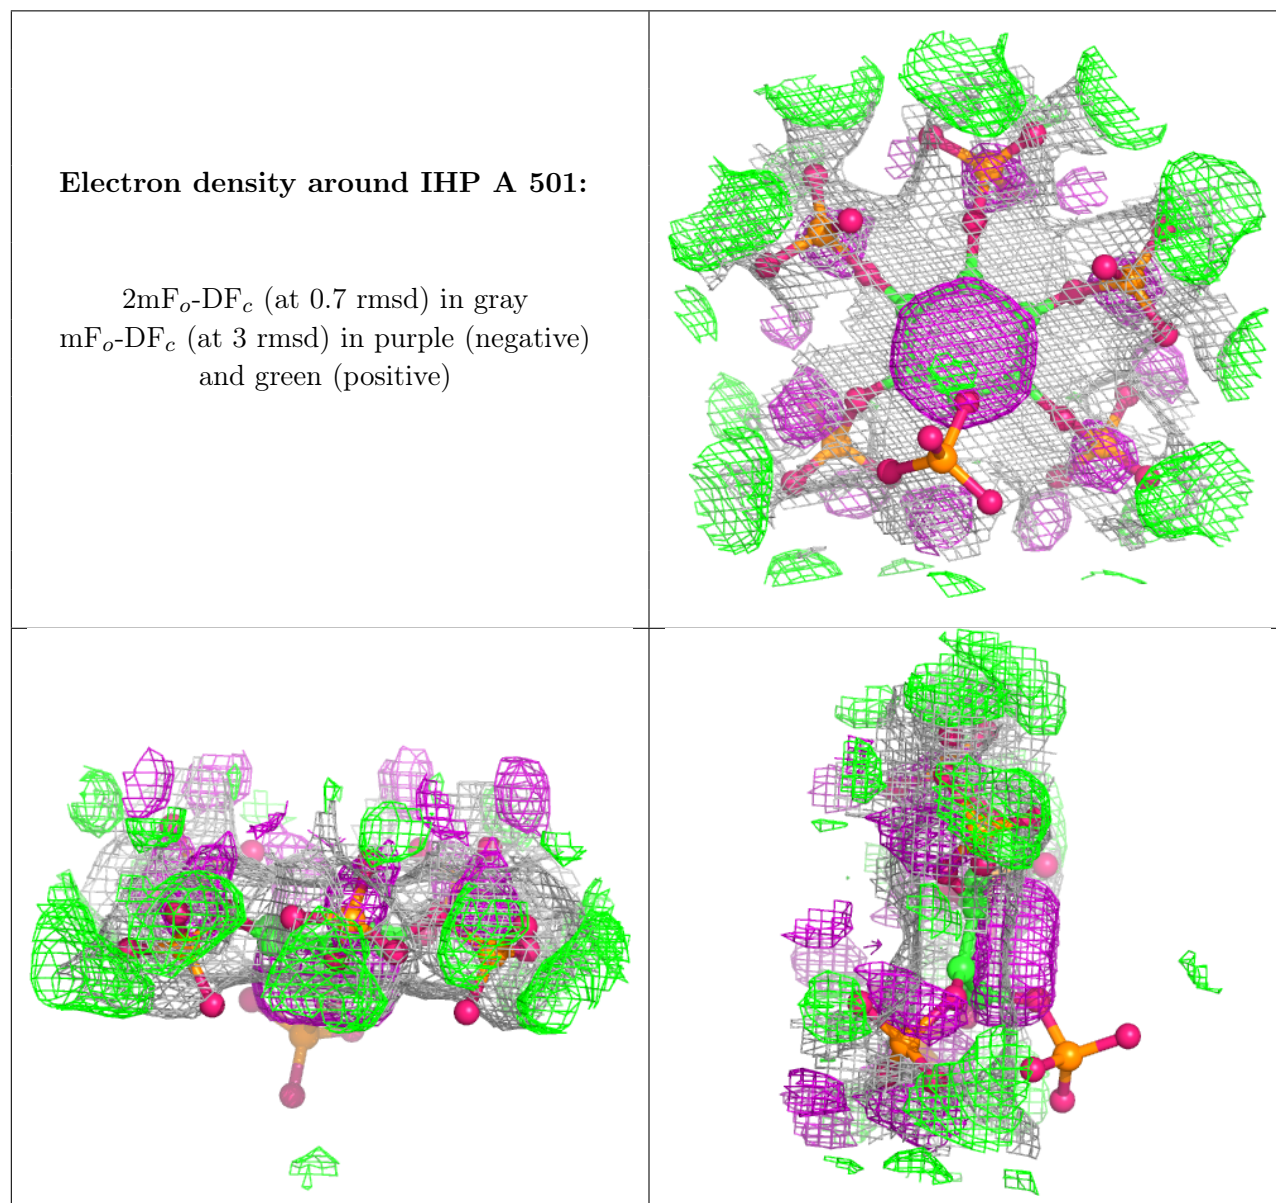 Electron density around IHP A 501:
2mFo-DFc (at 0.7 rmsd) in gray
mFo-DFc (at 3 rmsd) in purple (negative)
and green (positive)